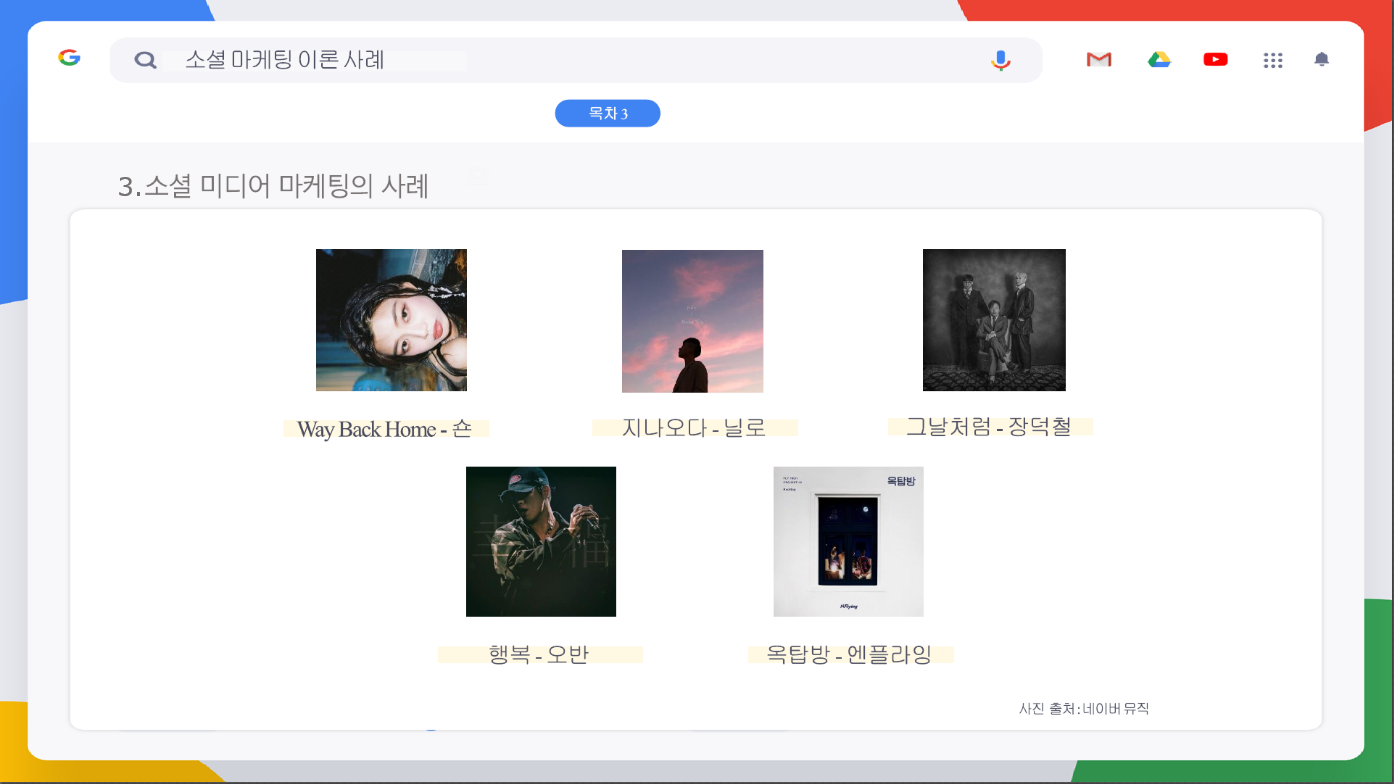 소셜 마케팅 이론 사례
목차 3
3.소셜 미디어 마케팅의 사례
Way Back Home - 숀
지나오다 - 닐로
그날처럼 - 장덕철
幸福
옥탑방
N.Flying
행복 - 오반
옥탑방 - 엔플라잉
사진 출처:네이버 뮤직